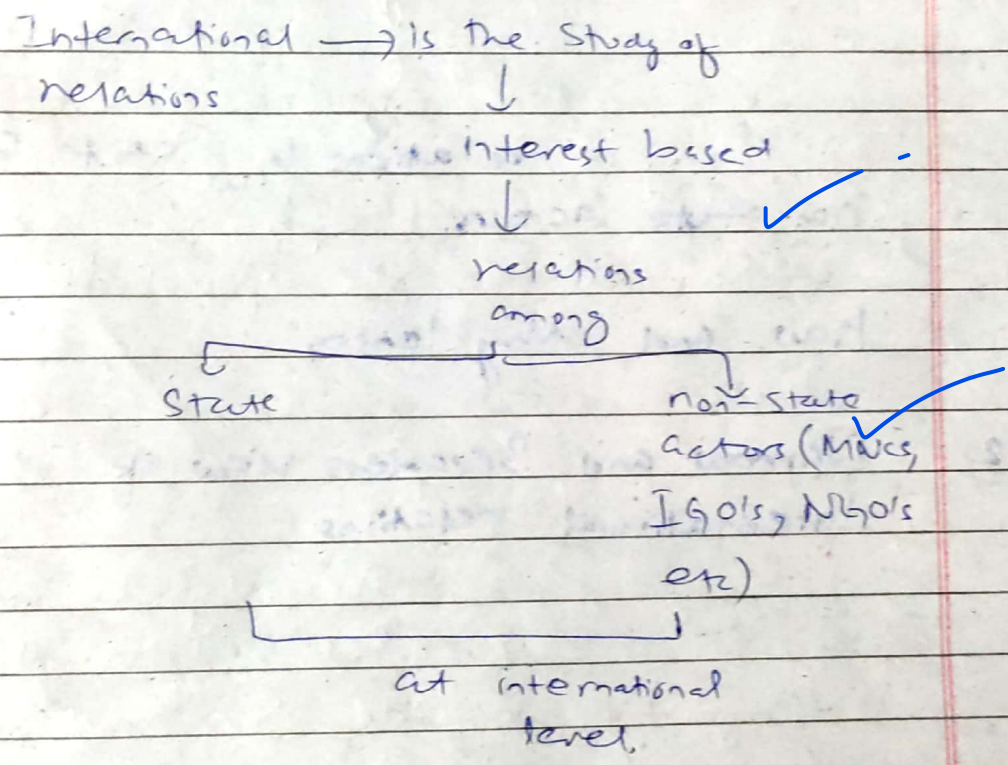 International → is the study of
relations
↓
interest based
↓
relations
among
State non-state
actors (MNCs,
IGO's, NGO's
etc)
at international
level.